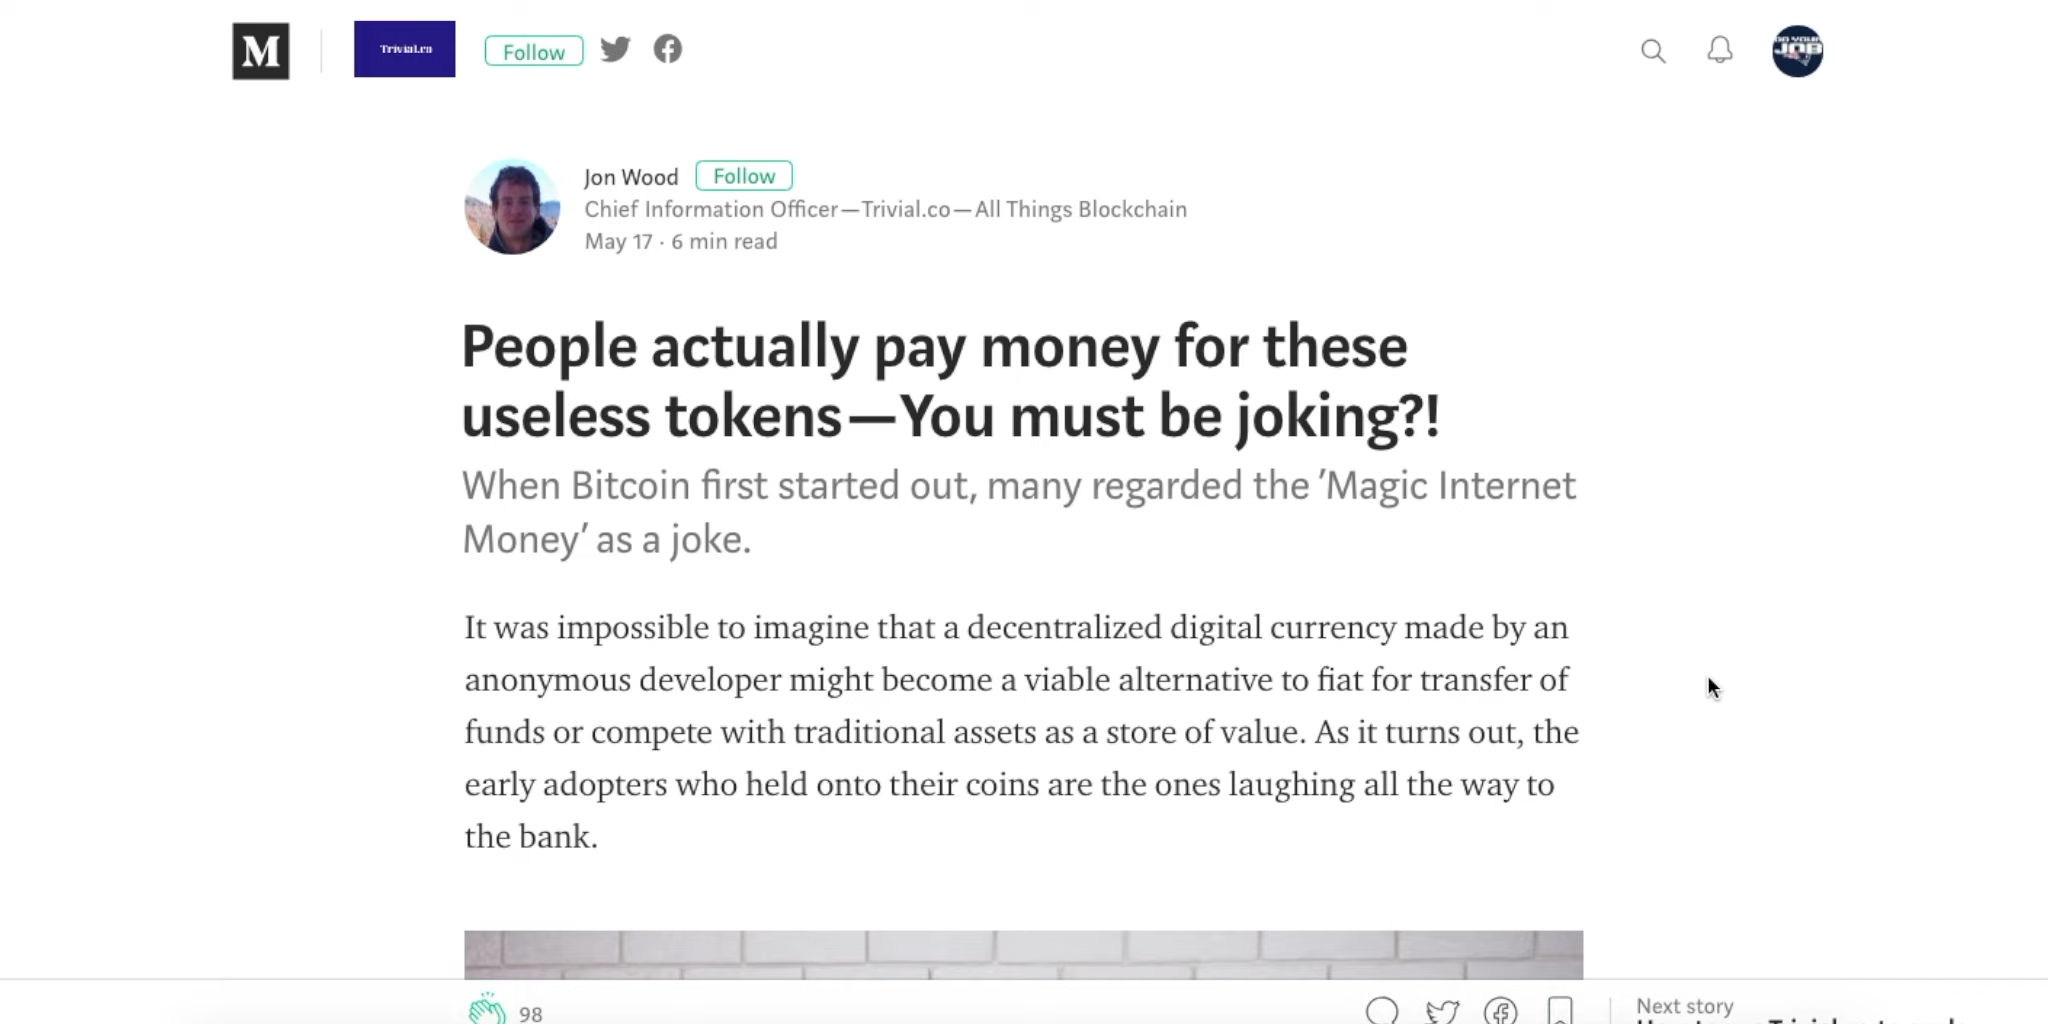 M
Trivial.co
Follow
DO YOUR
JOB
Jon Wood
Follow
Chief Information Officer—Trivial.co—All Things Blockchain
May 17 · 6 min read
People actually pay money for these
useless tokens—You must be joking?!
When Bitcoin first started out, many regarded the ‘Magic Internet
Money’ as a joke.
It was impossible to imagine that a decentralized digital currency made by an
anonymous developer might become a viable alternative to fiat for transfer of
funds or compete with traditional assets as a store of value. As it turns out, the
early adopters who held onto their coins are the ones laughing all the way to
the bank.
98
Next story